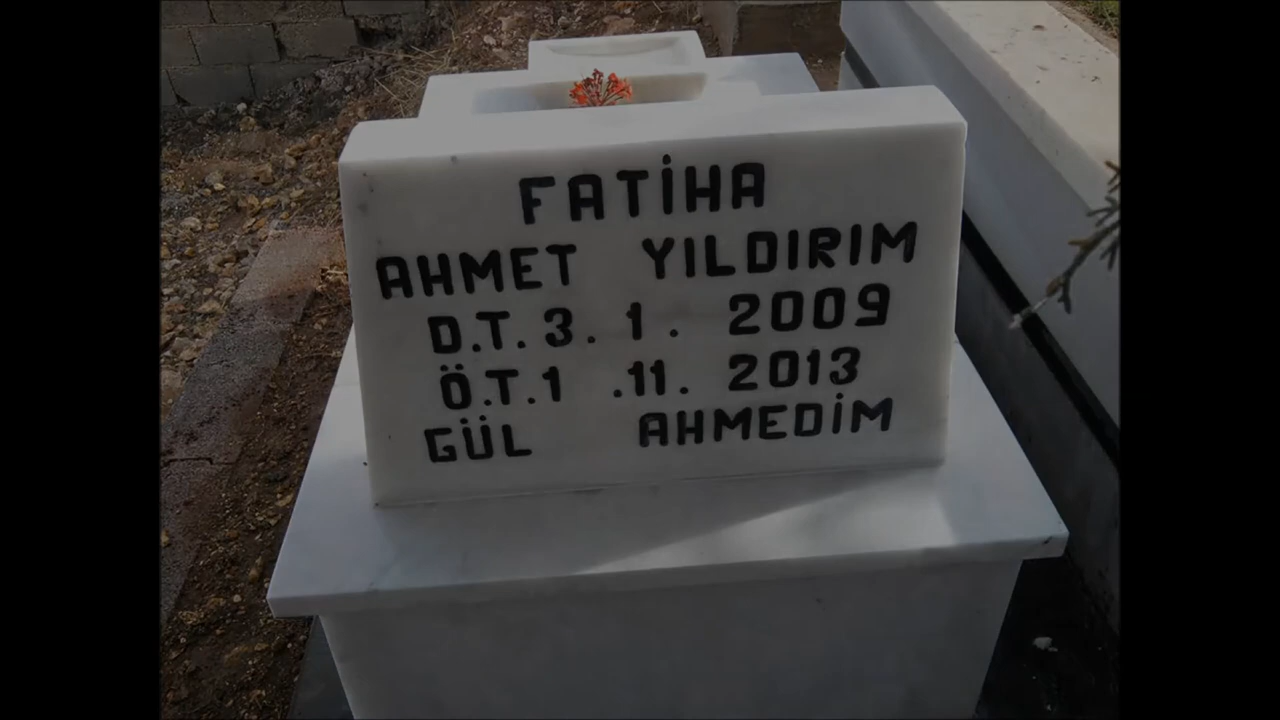 FATİHA
AHMET YILDIRIM
D.T. 3. 1. 2009
Ö.T. 1 .11. 2013
GÜL AHMEDİM